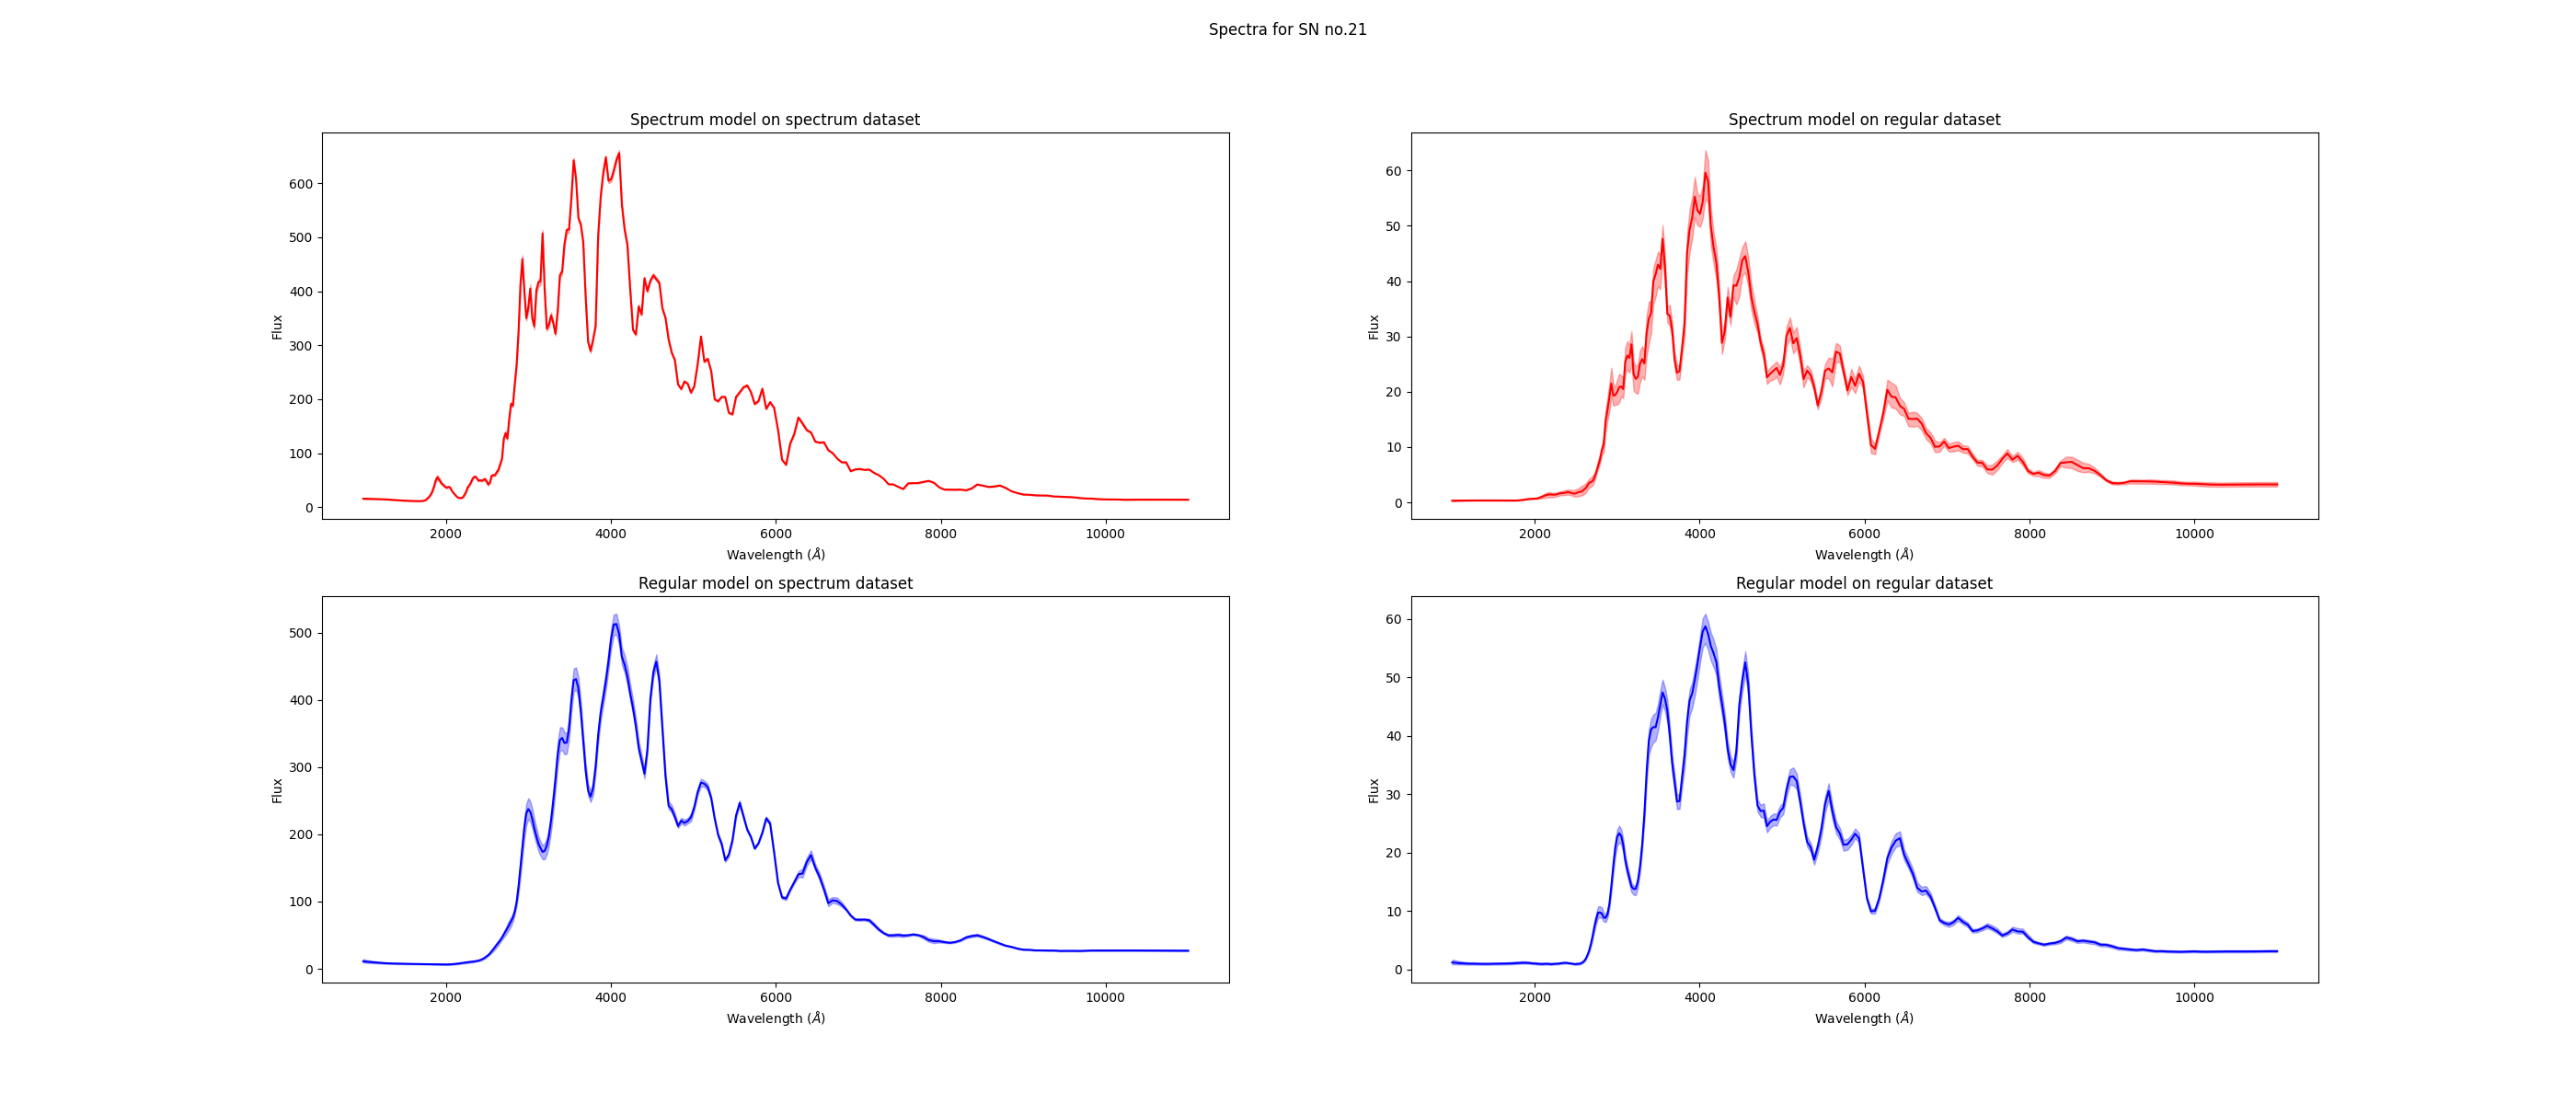 Spectra for SN no.21
Spectrum model on spectrum dataset
600
500
400
300
200
100
0
Flux
2000 4000 6000 8000 10000
Wavelength (Å)
Spectrum model on regular dataset
60
50
40
30
20
10
0
Flux
2000 4000 6000 8000 10000
Wavelength (Å)
Regular model on spectrum dataset
500
400
300
200
100
0
Flux
2000 4000 6000 8000 10000
Wavelength (Å)
Regular model on regular dataset
60
50
40
30
20
10
0
Flux
2000 4000 6000 8000 10000
Wavelength (Å)